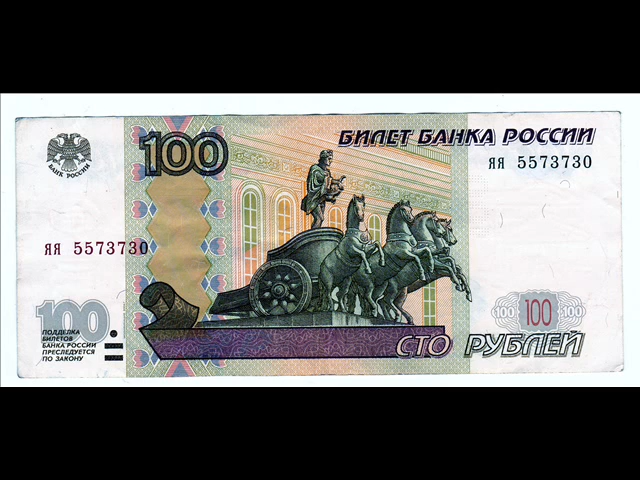 100
БИЛЕТ БАНКА РОССИИ
ЯЯ 5573730
БАНК РОССИИ
ЯЯ 5573730
100
ПОДДЕЛКА
БИЛЕТОВ
БАНКА РОССИИ
ПРЕСЛЕДУЕТСЯ
ПО ЗАКОНУ
100 100 100
СТО РУБЛЕЙ